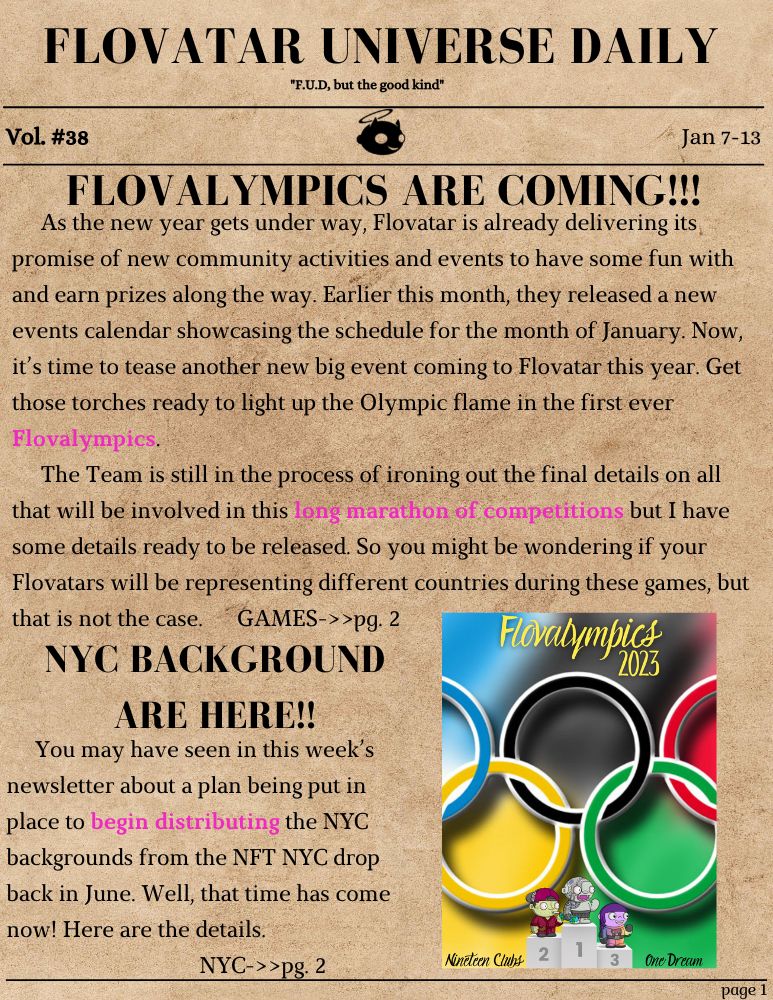 FLOVATAR UNIVERSE DAILY
"F.U.D, but the good kind"
Vol. #38
Jan 7-13
FLOVALYMPICS ARE COMING!!!
As the new year gets under way, Flovatar is already delivering its
promise of new community activities and events to have some fun with
and earn prizes along the way. Earlier this month, they released a new
events calendar showcasing the schedule for the month of January. Now,
it's time to tease another new big event coming to Flovatar this year. Get
those torches ready to light up the Olympic flame in the first ever
Flovalympics.
The Team is still in the process of ironing out the final details on all
that will be involved in this long marathon of competitions but I have
some details ready to be released. So you might be wondering if your
Flovatars will be representing different countries during these games, but
that is not the case. GAMES->>pg. 2
NYC BACKGROUND
ARE HERE!!
You may have seen in this week's
newsletter about a plan being put in
place to begin distributing the NYC
backgrounds from the NFT NYC drop
back in June. Well, that time has come
now! Here are the details.
NYC->>pg. 2
Flovalympics
2023
2 1 3
Nineteen Clubs
One Dream
page 1